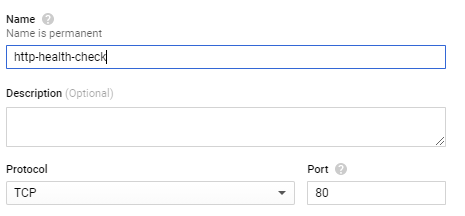 Name ?
Name is permanent
http-health-check
Description (Optional)
Protocol Port ?
TCP 80